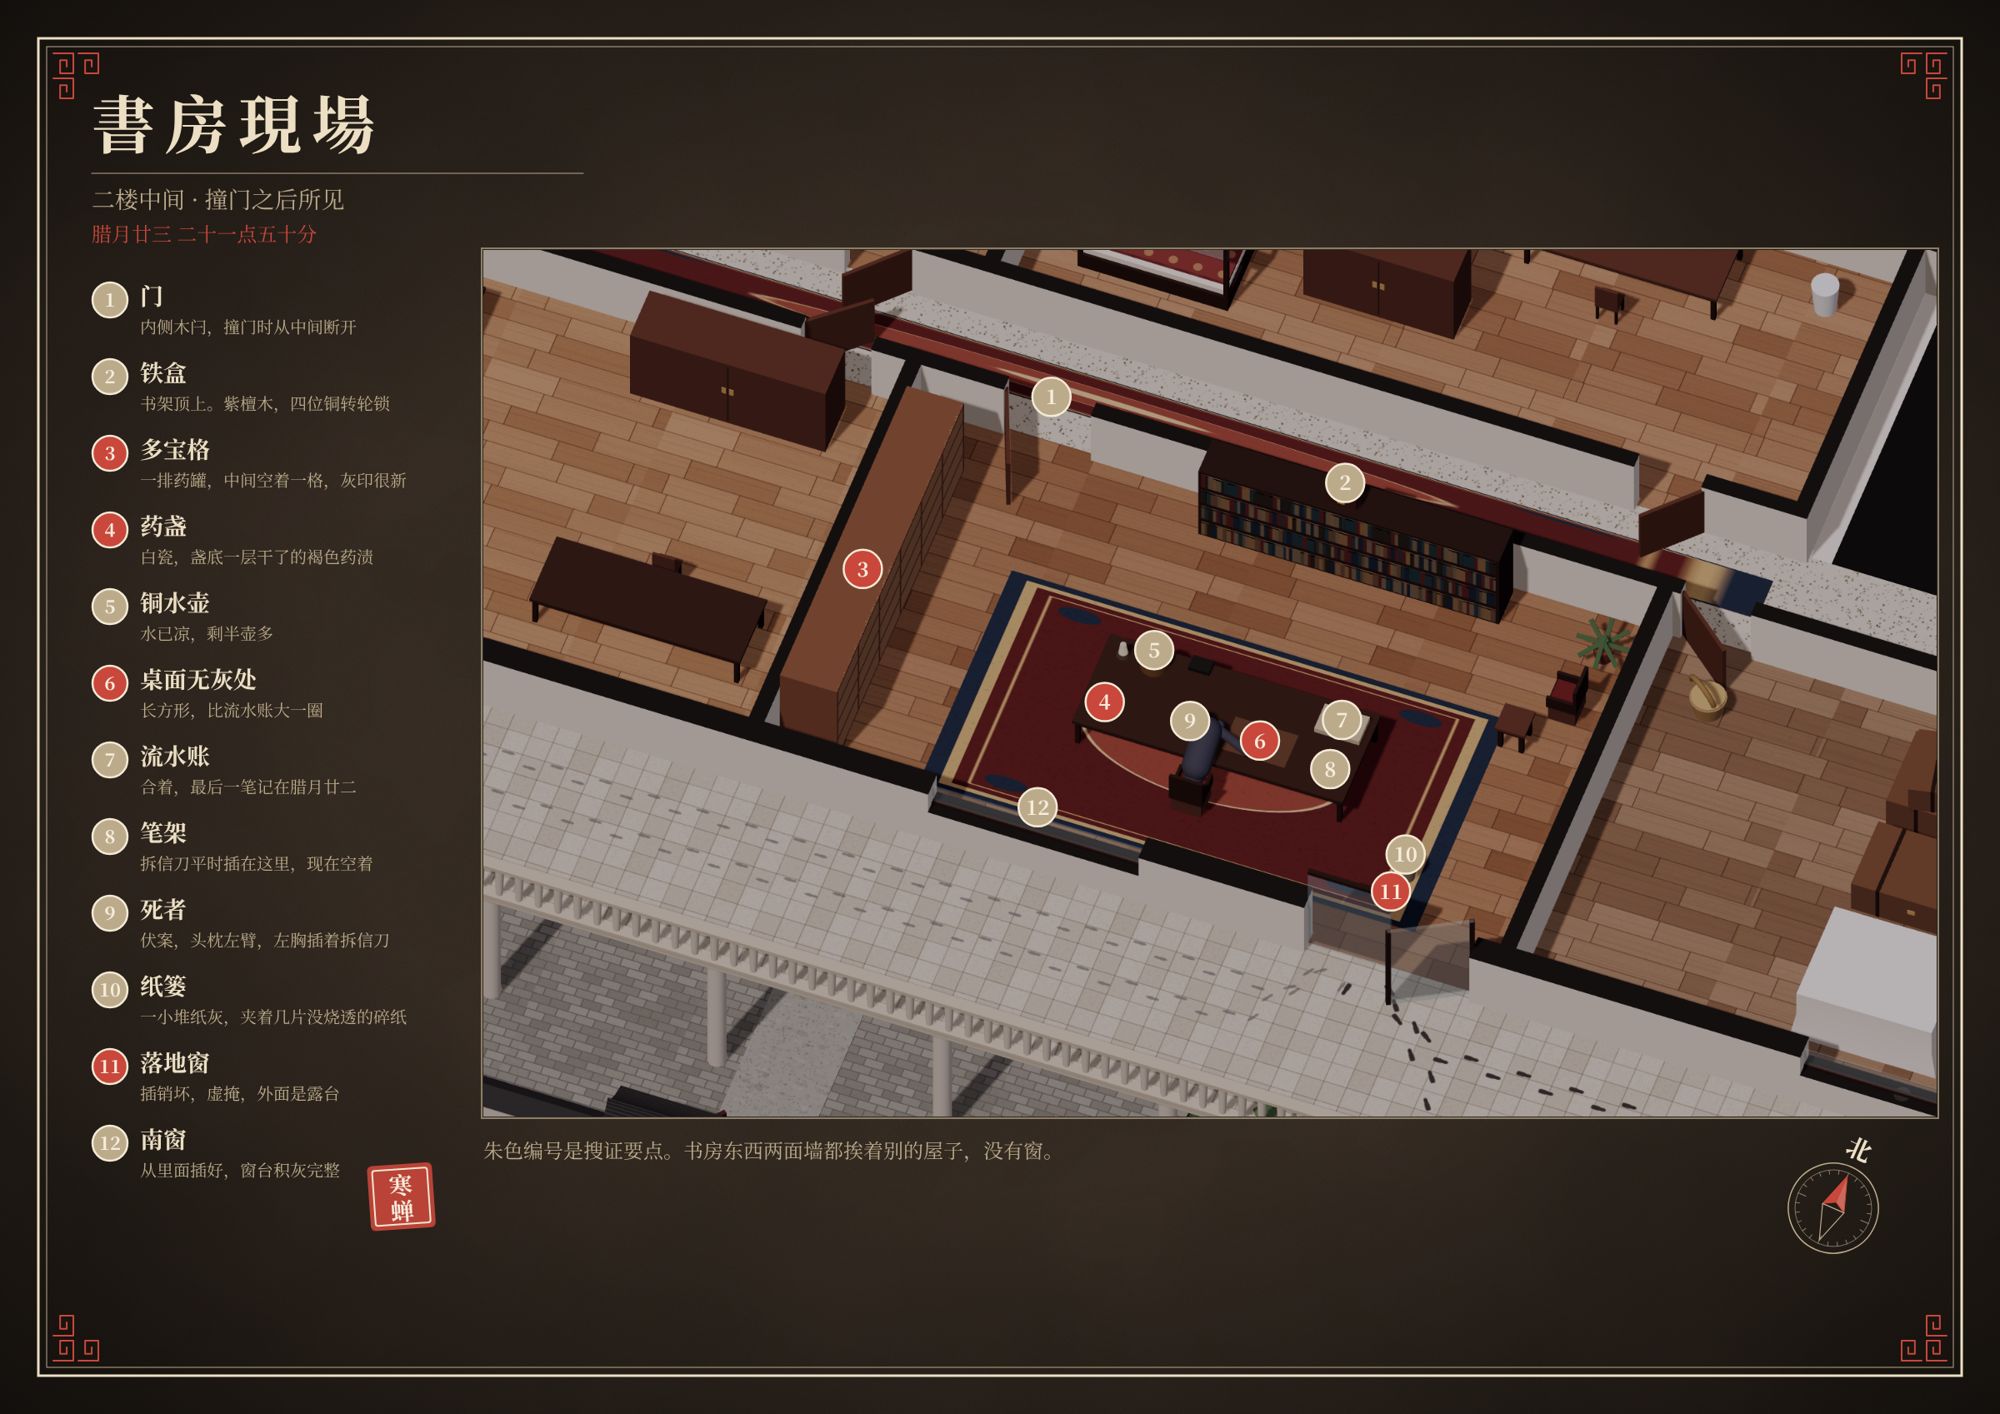 書房現場
二楼中间 · 撞门之后所见
腊月廿三 二十一点五十分
1 门
内侧木闩，撞门时从中间断开
2 铁盒
书架顶上。紫檀木，四位铜转轮锁
3 多宝格
一排药罐，中间空着一格，灰印很新
4 药盏
白瓷，盏底一层干了的褐色药渍
5 铜水壶
水已凉，剩半壶多
6 桌面无灰处
长方形，比流水账大一圈
7 流水账
合着，最后一笔记在腊月廿二
8 笔架
拆信刀平时插在这里，现在空着
9 死者
伏案，头枕左臂，左胸插着拆信刀
10 纸篓
一小堆纸灰，夹着几片没烧透的碎纸
11 落地窗
插销坏，虚掩，外面是露台
12 南窗
从里面插好，窗台积灰完整
寒
蝉
1
2
3
5
4
9
6
7
8
12
10
11
朱色编号是搜证要点。书房东西两面墙都挨着别的屋子，没有窗。
北